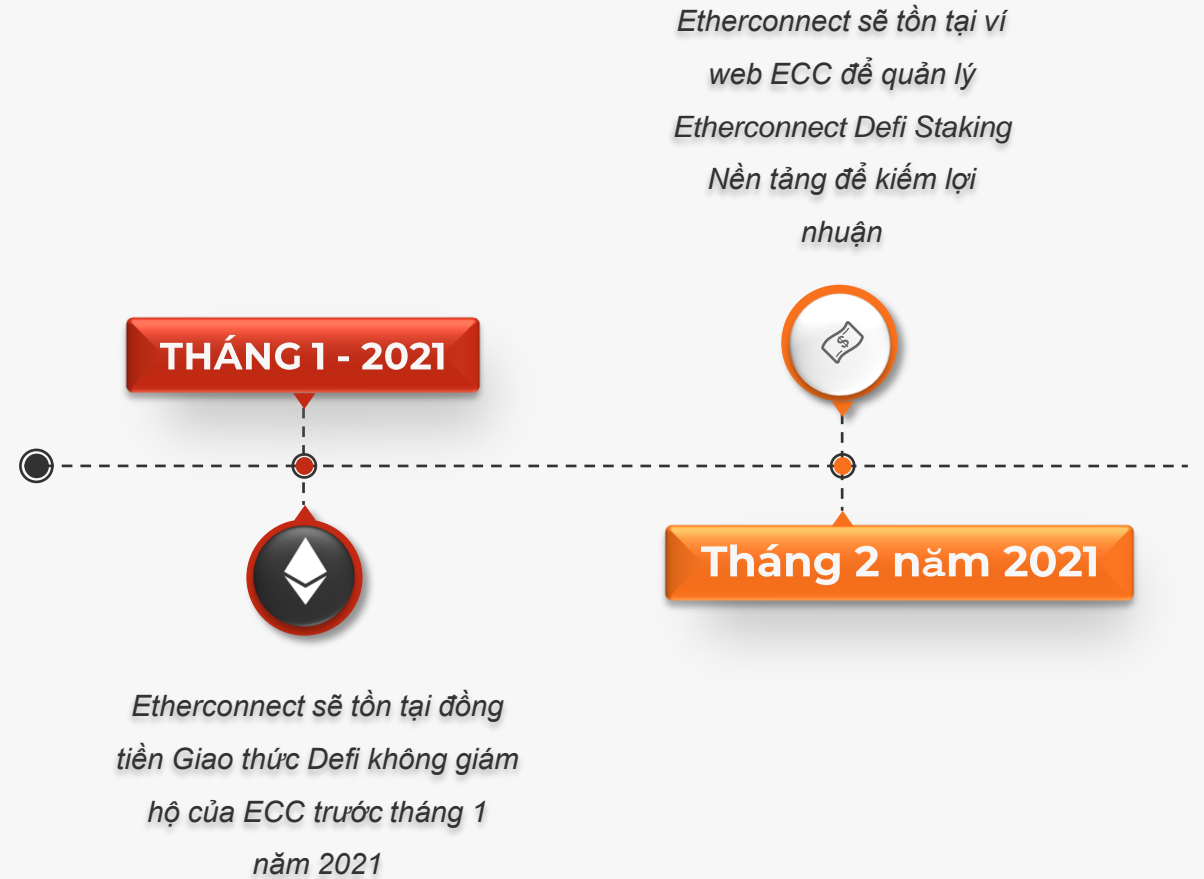 Etherconnect sẽ tồn tại ví
web ECC để quản lý
Etherconnect Defi Staking
Nền tảng để kiếm lợi
nhuận
THÁNG 1 - 2021
Tháng 2 năm 2021
Etherconnect sẽ tồn tại đồng
tiền Giao thức Defi không giám
hộ của ECC trước tháng 1
năm 2021